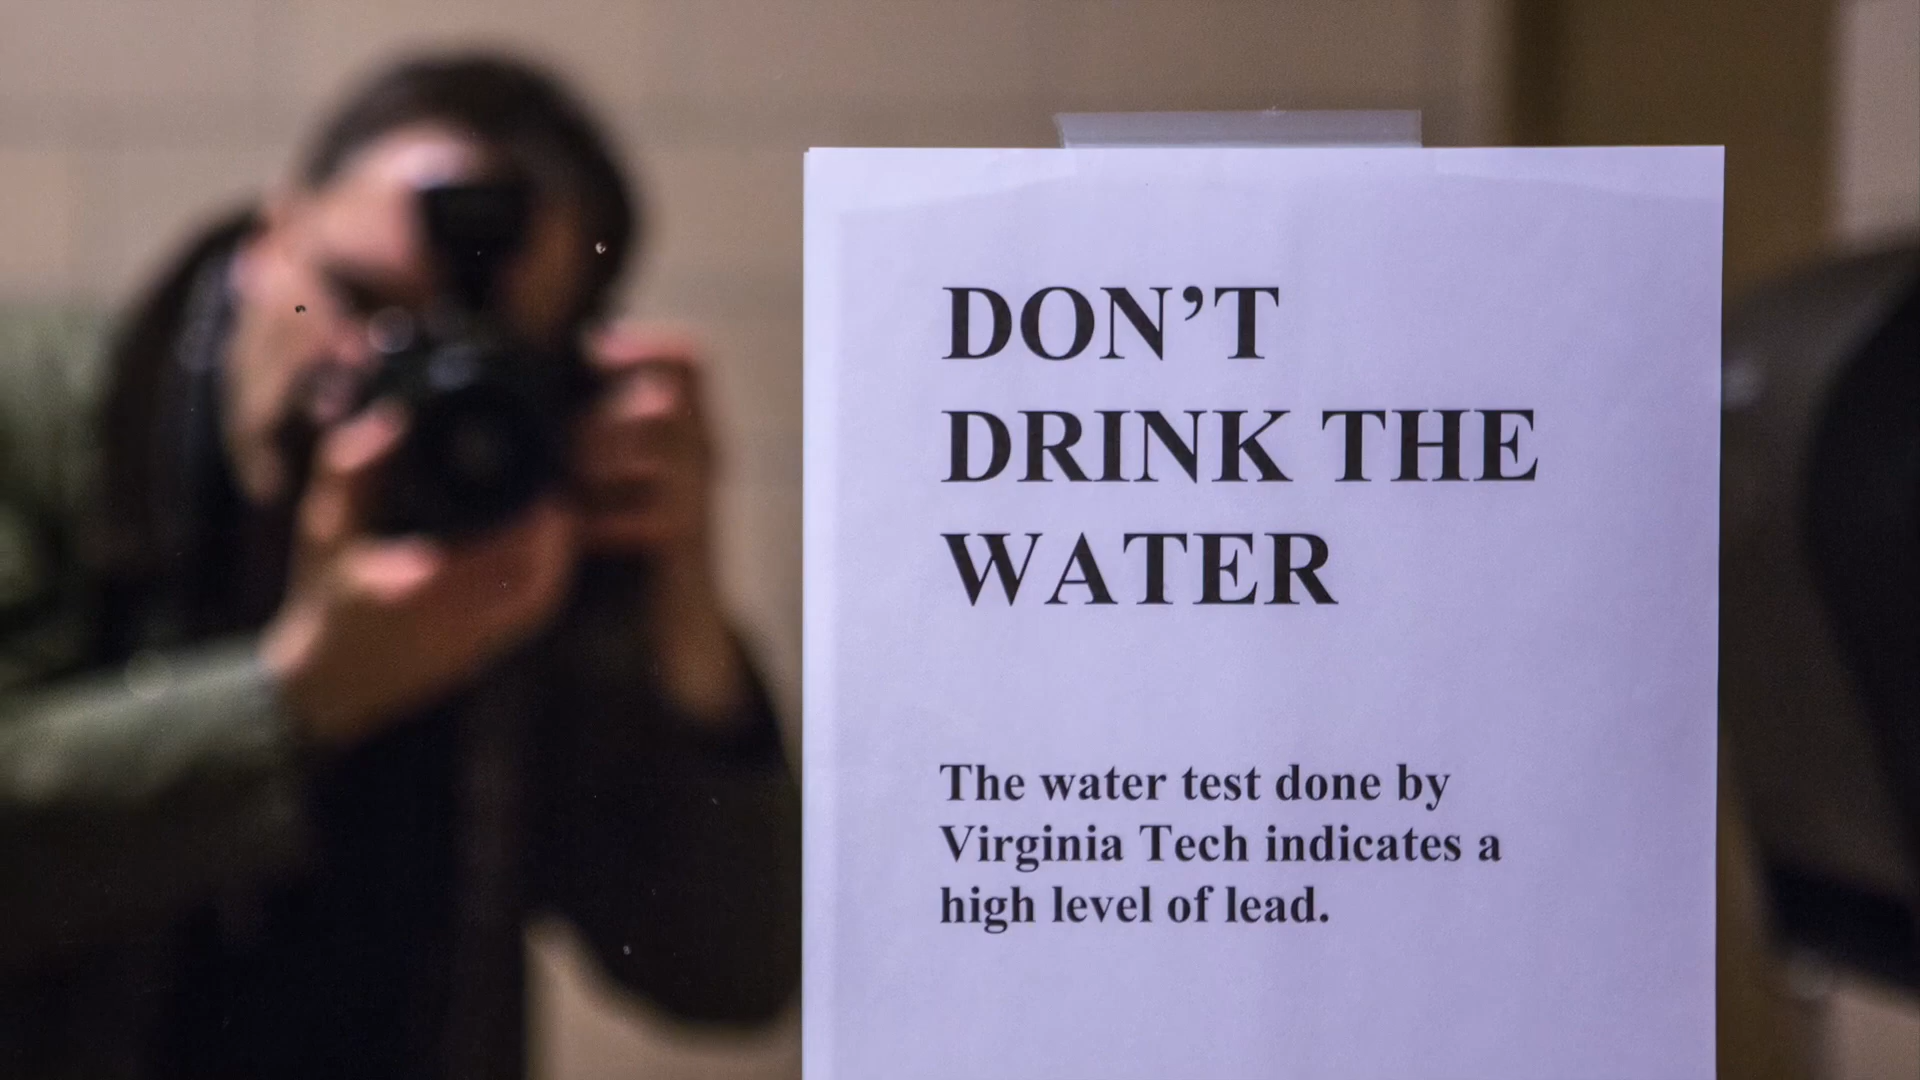 DON’T
DRINK THE
WATER
The water test done by
Virginia Tech indicates a
high level of lead.